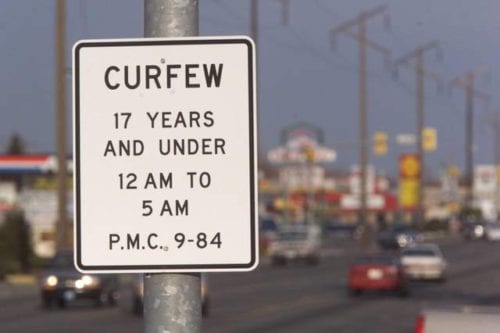 CURFEW
17 YEARS
AND UNDER
12 AM TO
5 AM
P.M.C. 9-84